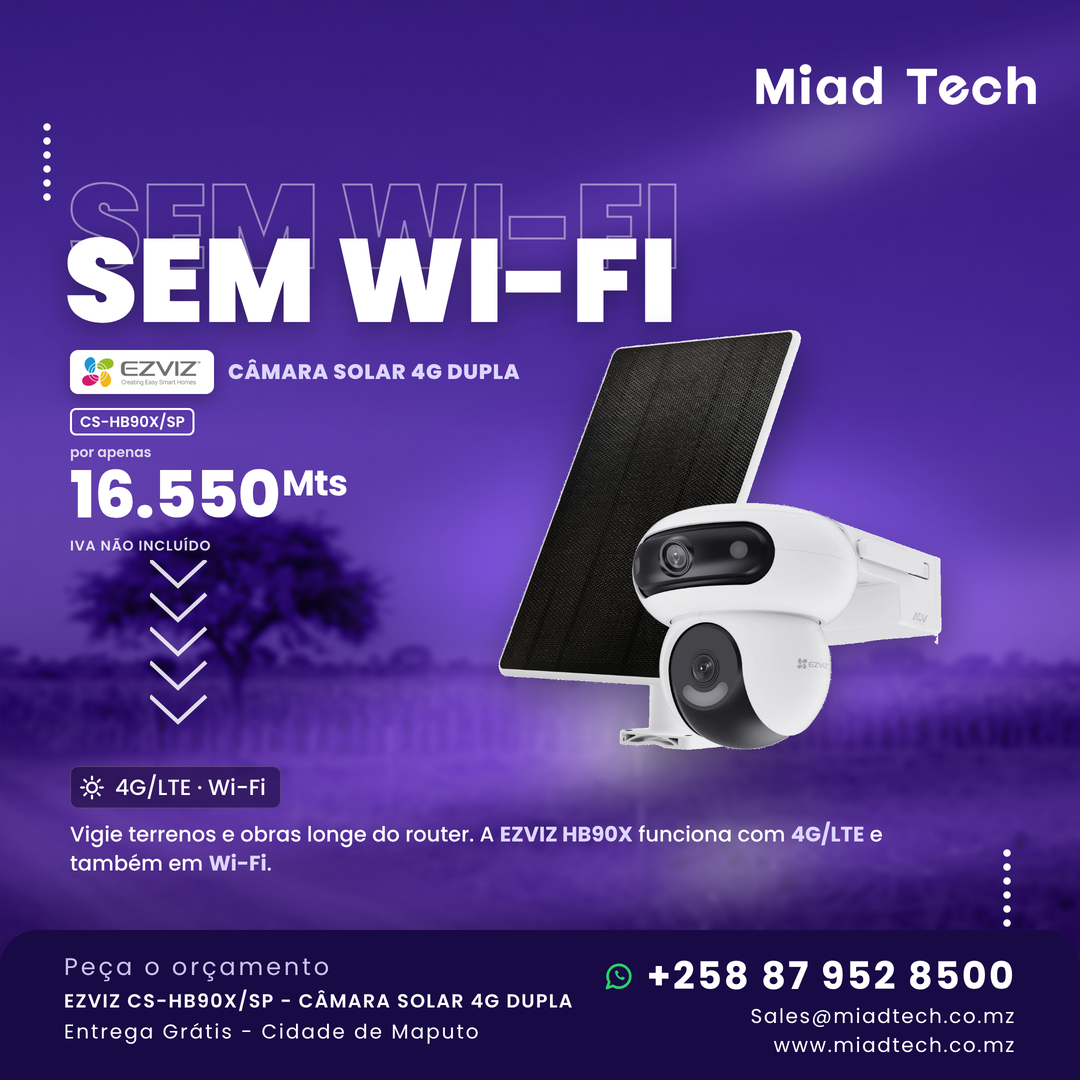 Miad Tech
SEM WI-FI
SEM WI-FI
EZVIZ™
Creating Easy Smart Homes
CÂMARA SOLAR 4G DUPLA
CS-HB90X/SP
por apenas
16.550Mts
IVA NÃO INCLUÍDO
AOV
EZVIZ
4G/LTE · Wi-Fi
Vigie terrenos e obras longe do router. A EZVIZ HB90X funciona com 4G/LTE e
também em Wi-Fi.
Peça o orçamento
EZVIZ CS-HB90X/SP - CÂMARA SOLAR 4G DUPLA
Entrega Grátis - Cidade de Maputo
+258 87 952 8500
Sales@miadtech.co.mz
www.miadtech.co.mz